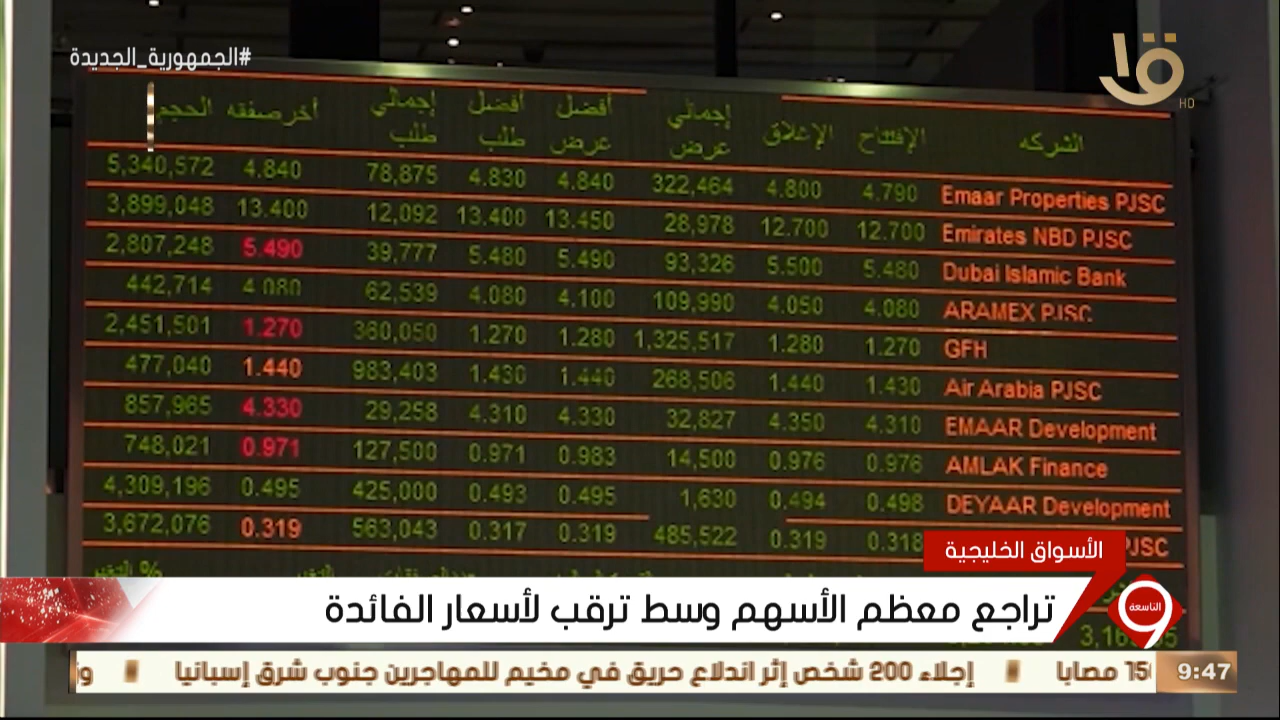 #الجمهورية_الجديدة
HD
الشركه الإفتتاح الإغلاق إجمالي عرض أفضل عرض أفضل طلب إجمالي طلب أخر صفقه الحجم
Emaar Properties PJSC 4.790 4.800 322,464 4.840 4.830 78,875 4.840 5,340,572
Emirates NBD PJSC 12.700 12.700 28,978 13.450 13.400 12,092 13.400 3,899,048
Dubai Islamic Bank 5.480 5.500 93,326 5.490 5.480 39,777 5.490 2,807,248
ARAMEX PJSC 4.080 4.050 109,990 4.100 4.080 62,539 4.080 442,714
GFH 1.270 1.280 1,325,517 1.280 1.270 360,050 1.270 2,451,501
Air Arabia PJSC 1.430 1.440 268,506 1.440 1.430 983,403 1.440 477,040
EMAAR Development 4.310 4.350 32,827 4.330 4.310 29,258 4.330 857,965
AMLAK Finance 0.976 0.976 14,500 0.983 0.971 127,500 0.971 748,021
DEYAAR Development 0.498 0.494 1,630 0.495 0.493 425,000 0.495 4,309,196
PJSC 0.318 0.319 485,522 0.319 0.317 563,043 0.319 3,672,076
الأسواق الخليجية
التاسعة
تراجع معظم الأسهم وسط ترقب لأسعار الفائدة
9:47 مصابا إجلاء 200 شخص إثر اندلاع حريق في مخيم للمهاجرين جنوب شرق إسبانيا